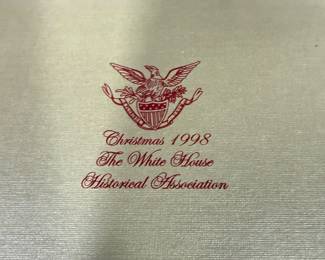 Christmas 1998
The White House
Historical Association